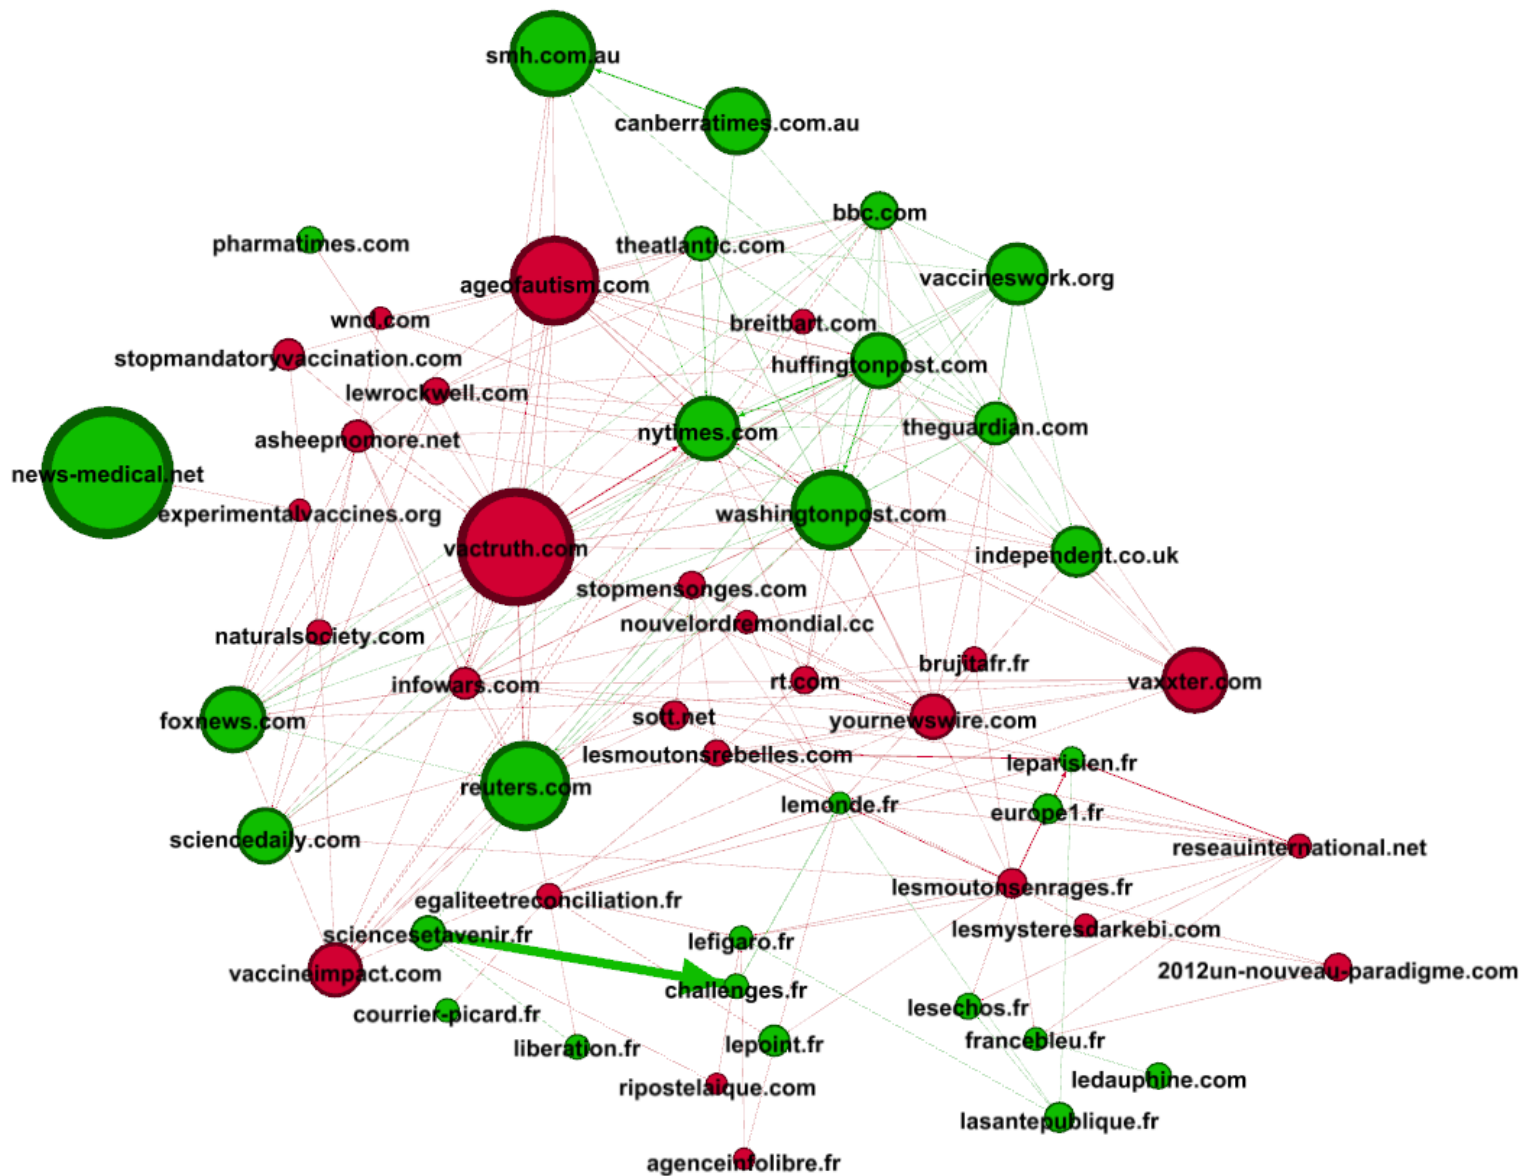 smh.com.au
canberratimes.com.au
bbc.com
pharmatimes.com
theatlantic.com
vaccineswork.org
ageofautism.com
wnd.com
breitbart.com
stopmandatoryvaccination.com
huffingtonpost.com
lewrockwell.com
theguardian.com
nytimes.com
asheepnomore.net
news-medical.net
experimentalvaccines.org
washingtonpost.com
vactruth.com
independent.co.uk
stopmensonges.com
nouvelordremondial.cc
naturalsociety.com
brujitafr.fr
rt.com
vaxxter.com
infowars.com
sott.net
foxnews.com
yournewswire.com
lesmoutonsrebelles.com
leparisien.fr
reuters.com
lemonde.fr
europe1.fr
sciencedaily.com
reseauinternational.net
lesmoutonsenrages.fr
egaliteetreconciliation.fr
lesmysteresdarkebi.com
sciencesetavenir.fr
lefigaro.fr
vaccineimpact.com
2012un-nouveau-paradigme.com
challenges.fr
lesechos.fr
courrier-picard.fr
francebleu.fr
liberation.fr
lepoint.fr
ledauphine.com
ripostelaique.com
lasantepublique.fr
agenceinfolibre.fr